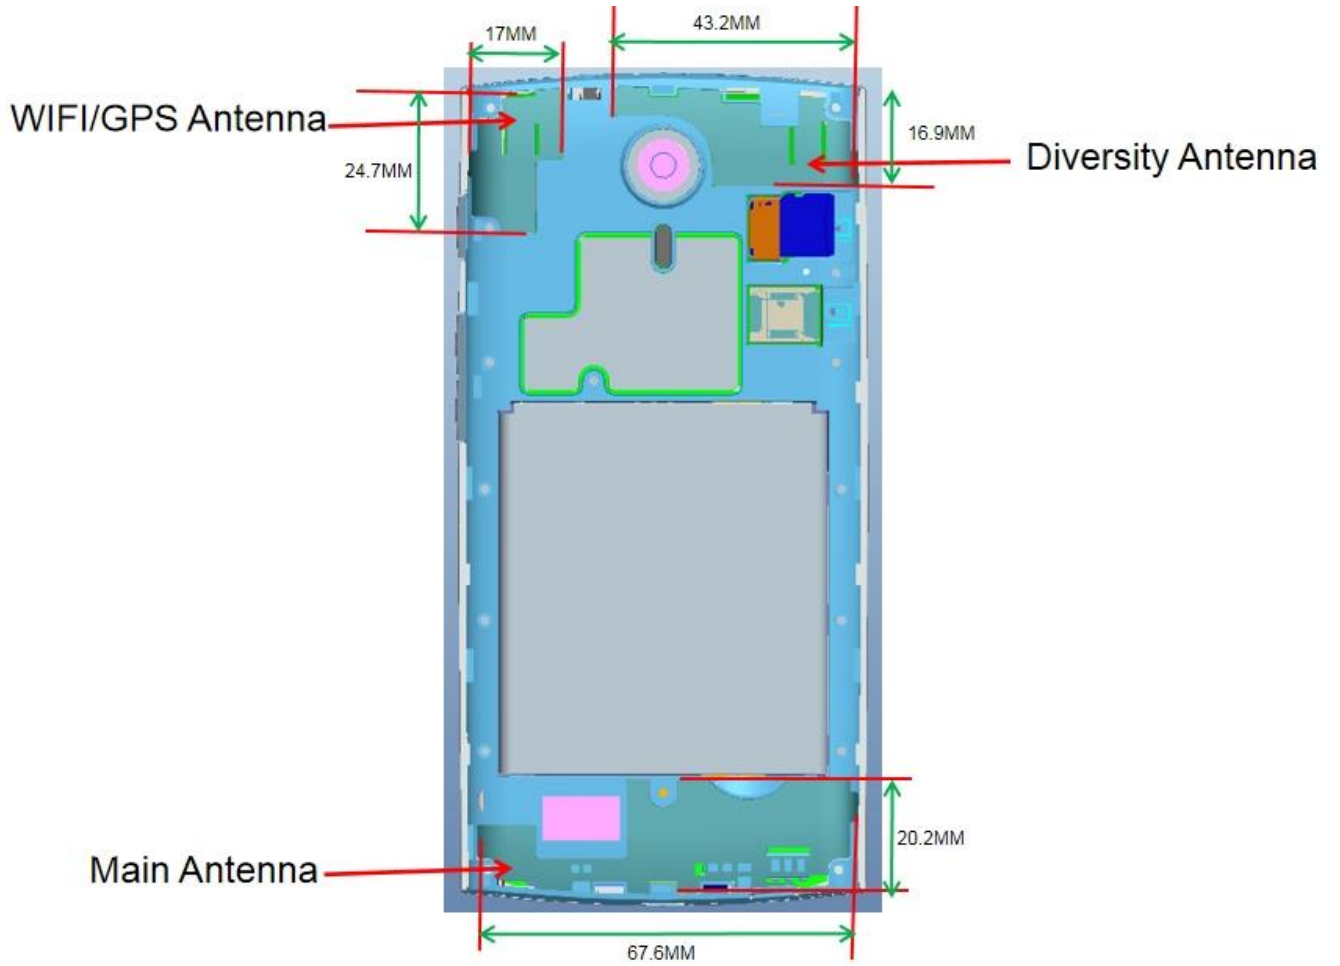 43.2MM
17MM
WIFI/GPS Antenna
16.9MM
Diversity Antenna
24.7MM
20.2MM
Main Antenna
67.6MM